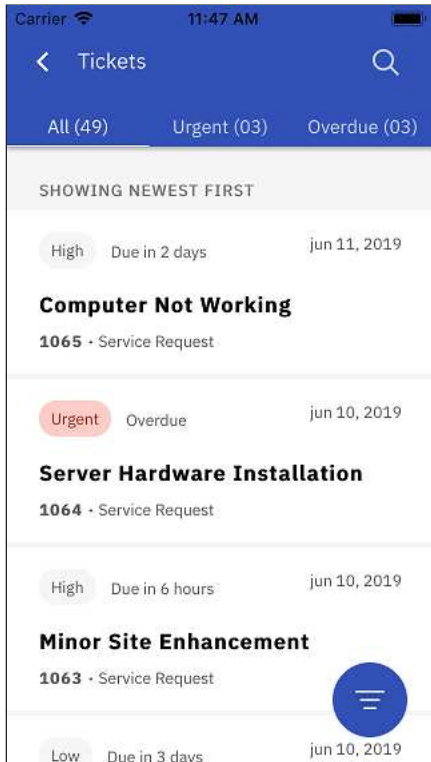 Carrier 11:47 AM
Tickets
All (49) Urgent (03) Overdue (03)
SHOWING NEWEST FIRST
High Due in 2 days jun 11, 2019
Computer Not Working
1065 · Service Request
Urgent Overdue jun 10, 2019
Server Hardware Installation
1064 · Service Request
High Due in 6 hours jun 10, 2019
Minor Site Enhancement
1063 · Service Request
Low Due in 3 days jun 10, 2019